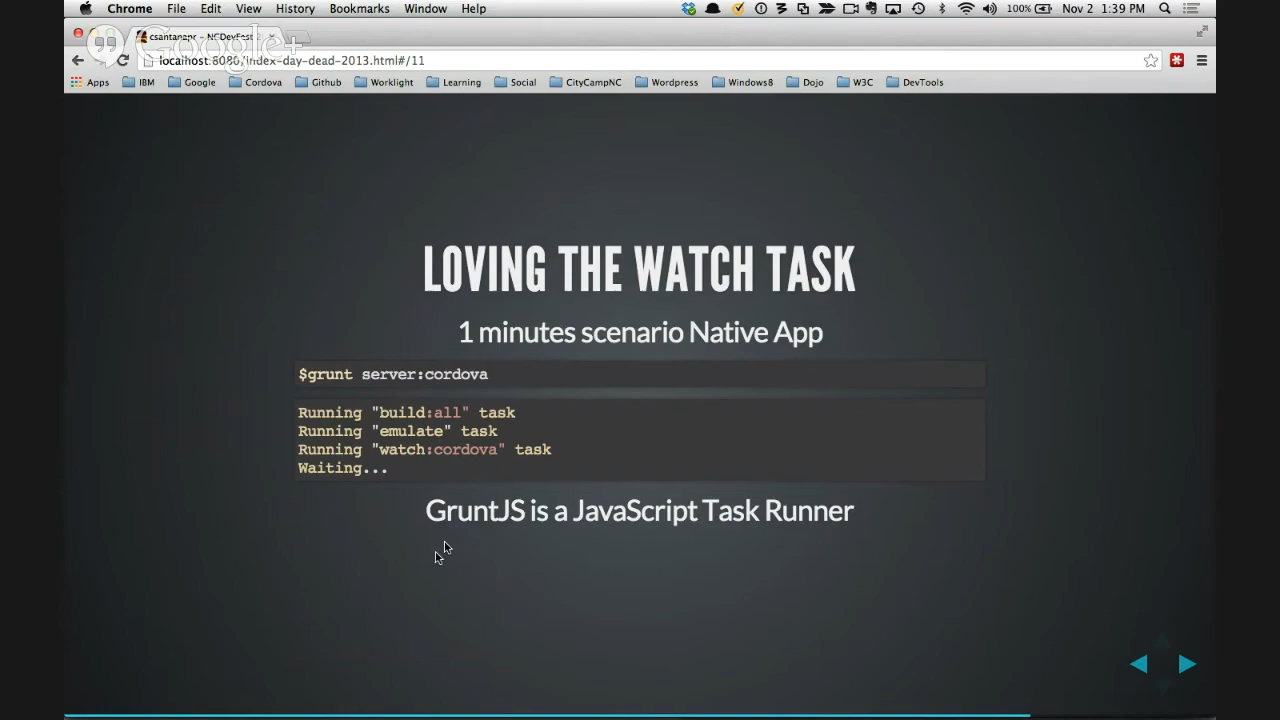 Chrome File Edit View History Bookmarks Window Help 100% Nov 2 1:39 PM
Google+
localhost:8080/index-day-dead-2013.html#/11
Apps IBM Google Cordova Github Worklight Learning Social CityCampNC Wordpress Windows8 Dojo W3C DevTools
LOVING THE WATCH TASK
1 minutes scenario Native App
$grunt server:cordova
Running "build:all" task
Running "emulate" task
Running "watch:cordova" task
Waiting...
GruntJS is a JavaScript Task Runner